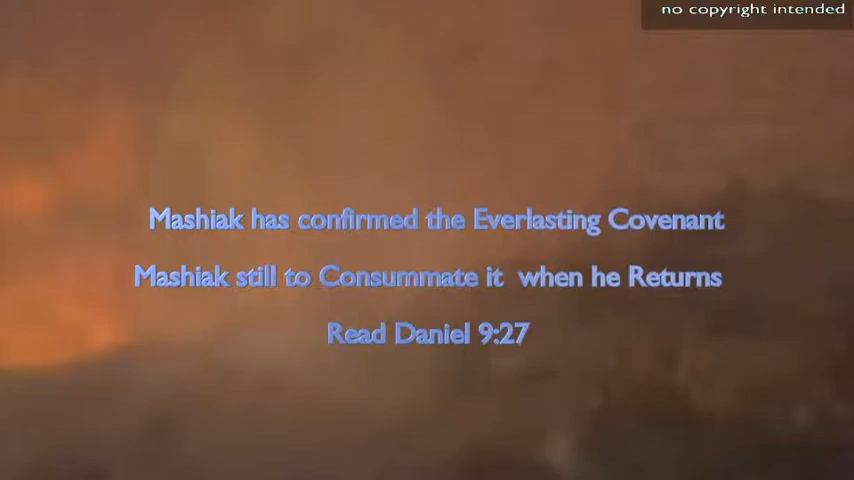 no copyright intended
Mashiak has confirmed the Everlasting Covenant
Mashiak still to Consummate it when he Returns
Read Daniel 9:27